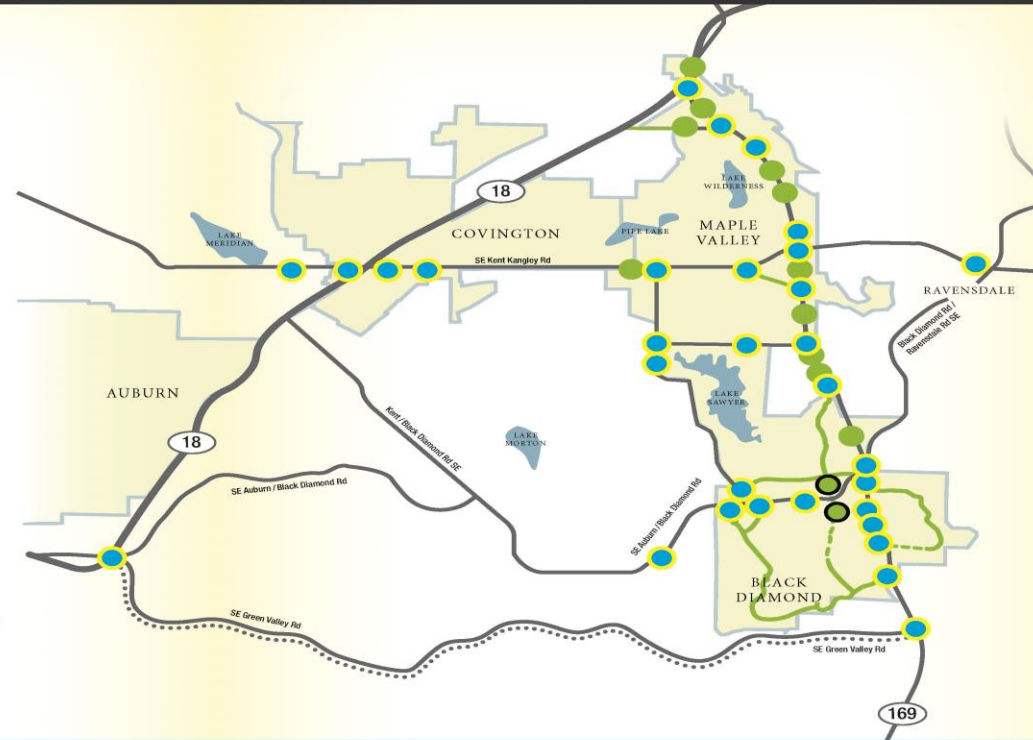 18
LAKE
WILDERNESS
LAKE
MERIDIAN
COVINGTON
PIPE LAKE
MAPLE
VALLEY
SE Kent Kangley Rd
RAVENSDALE
Black Diamond Rd /
Ravensdale Rd SE
AUBURN
LAKE
SAWYER
18
Kent / Black Diamond Rd SE
LAKE
MORTON
SE Auburn / Black Diamond Rd
SE Auburn / Black Diamond Rd
BLACK
DIAMOND
SE Green Valley Rd
SE Green Valley Rd
169